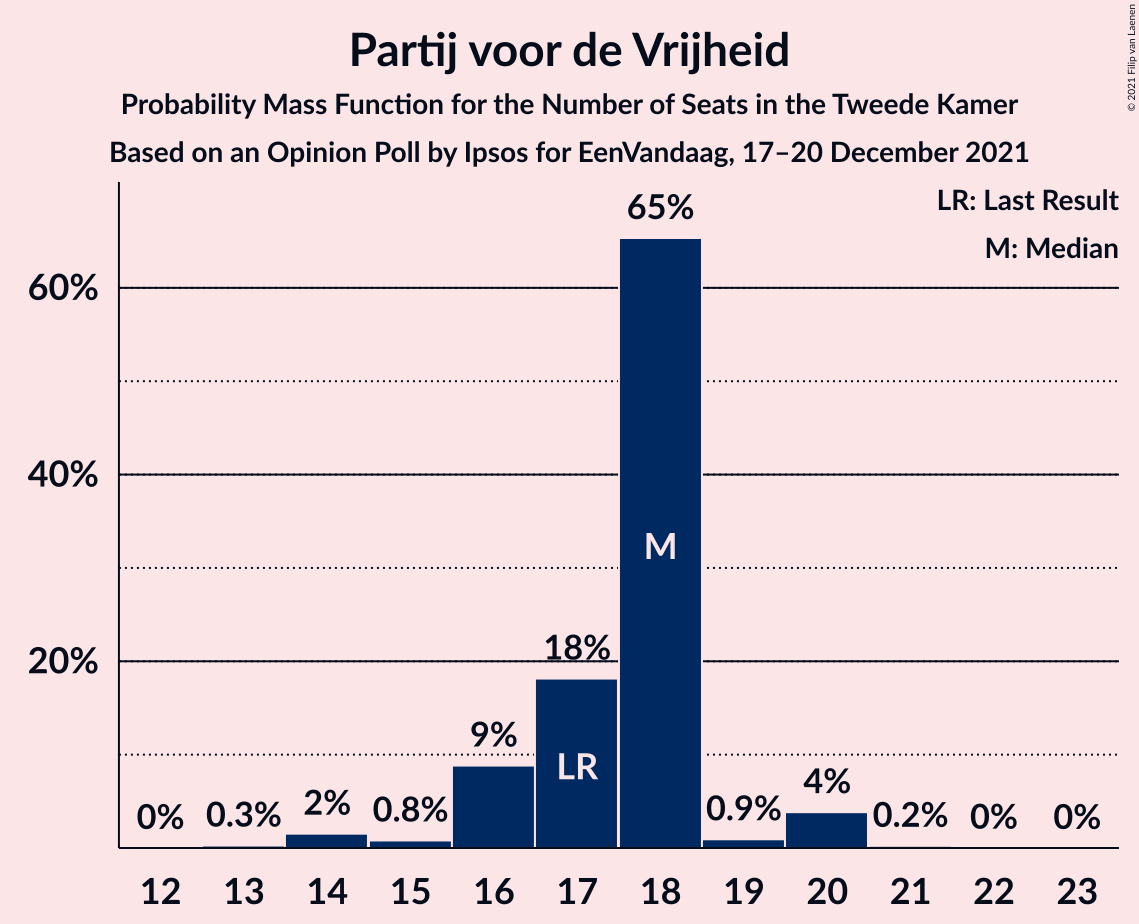 Partij voor de Vrijheid
Probability Mass Function for the Number of Seats in the Tweede Kamer
Based on an Opinion Poll by Ipsos for EenVandaag, 17–20 December 2021
© 2021 Filip van Laenen
LR: Last Result
M: Median
60%
40%
20%
0%
0.3%
2%
0.8%
9%
18%
65%
0.9%
4%
0.2%
0%
0%
LR
M
12 13 14 15 16 17 18 19 20 21 22 23